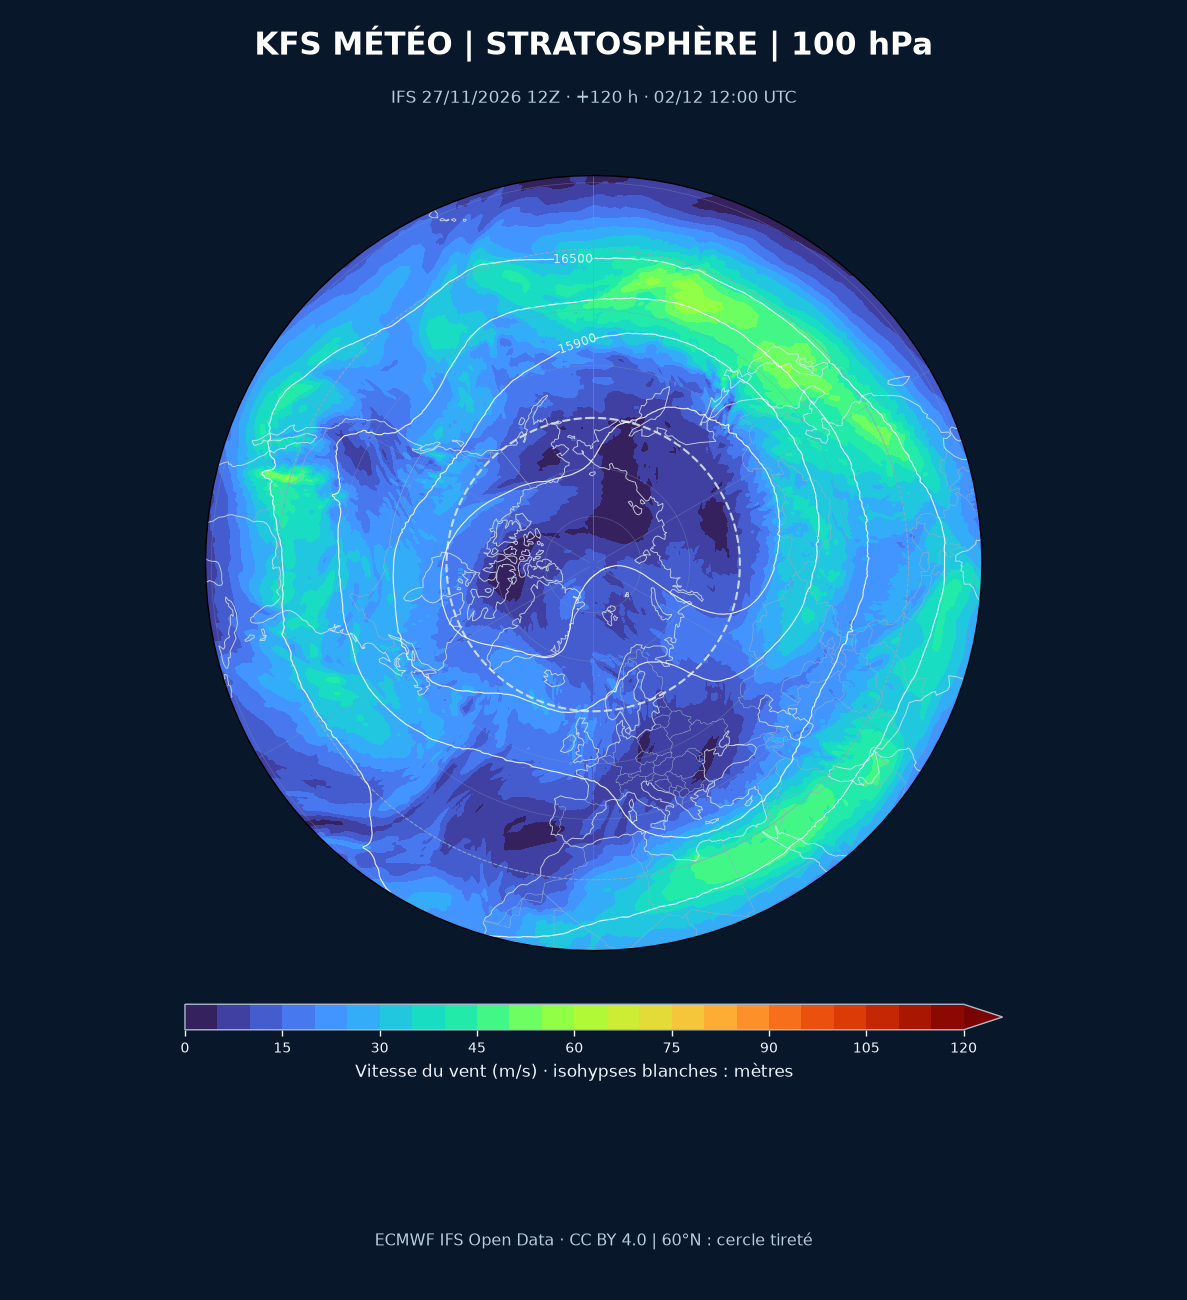 KFS MÉTÉO | STRATOSPHÈRE | 100 hPa
IFS 27/11/2026 12Z · +120 h · 02/12 12:00 UTC
16500
15900
0 15 30 45 60 75 90 105 120
Vitesse du vent (m/s) · isohypses blanches : mètres
ECMWF IFS Open Data · CC BY 4.0 | 60°N : cercle tireté